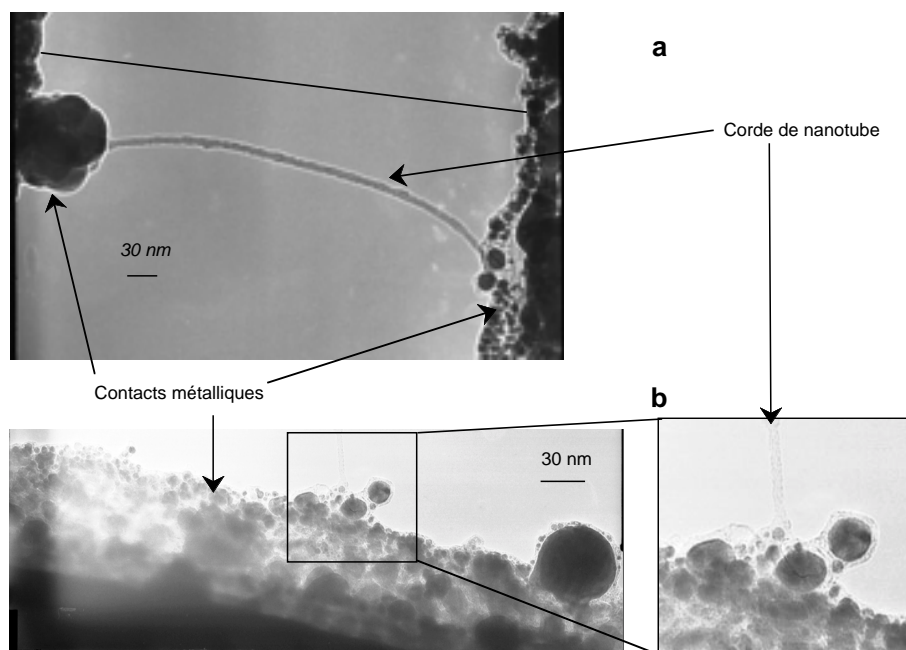 a
Corde de nanotube
30 nm
Contacts métalliques
b
30 nm